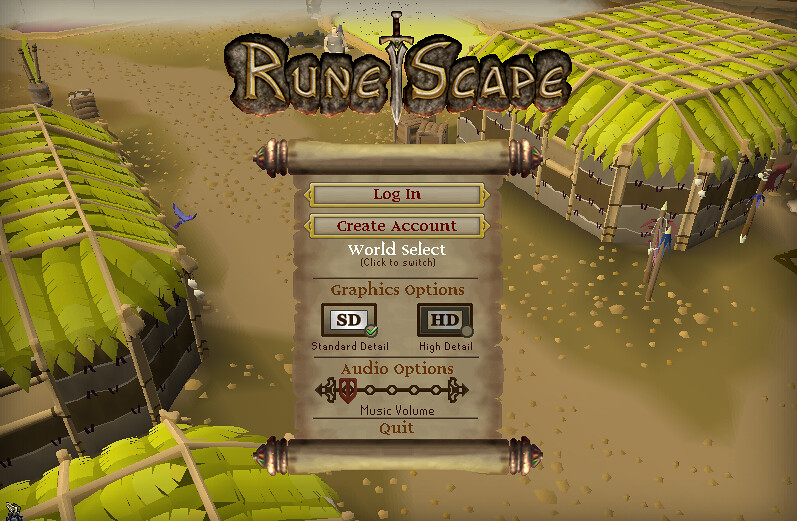 RUNESCAPE
Log In
Create Account
World Select
(Click to switch)
Graphics Options
SD HD
Standard Detail High Detail
Audio Options
Music Volume
Quit